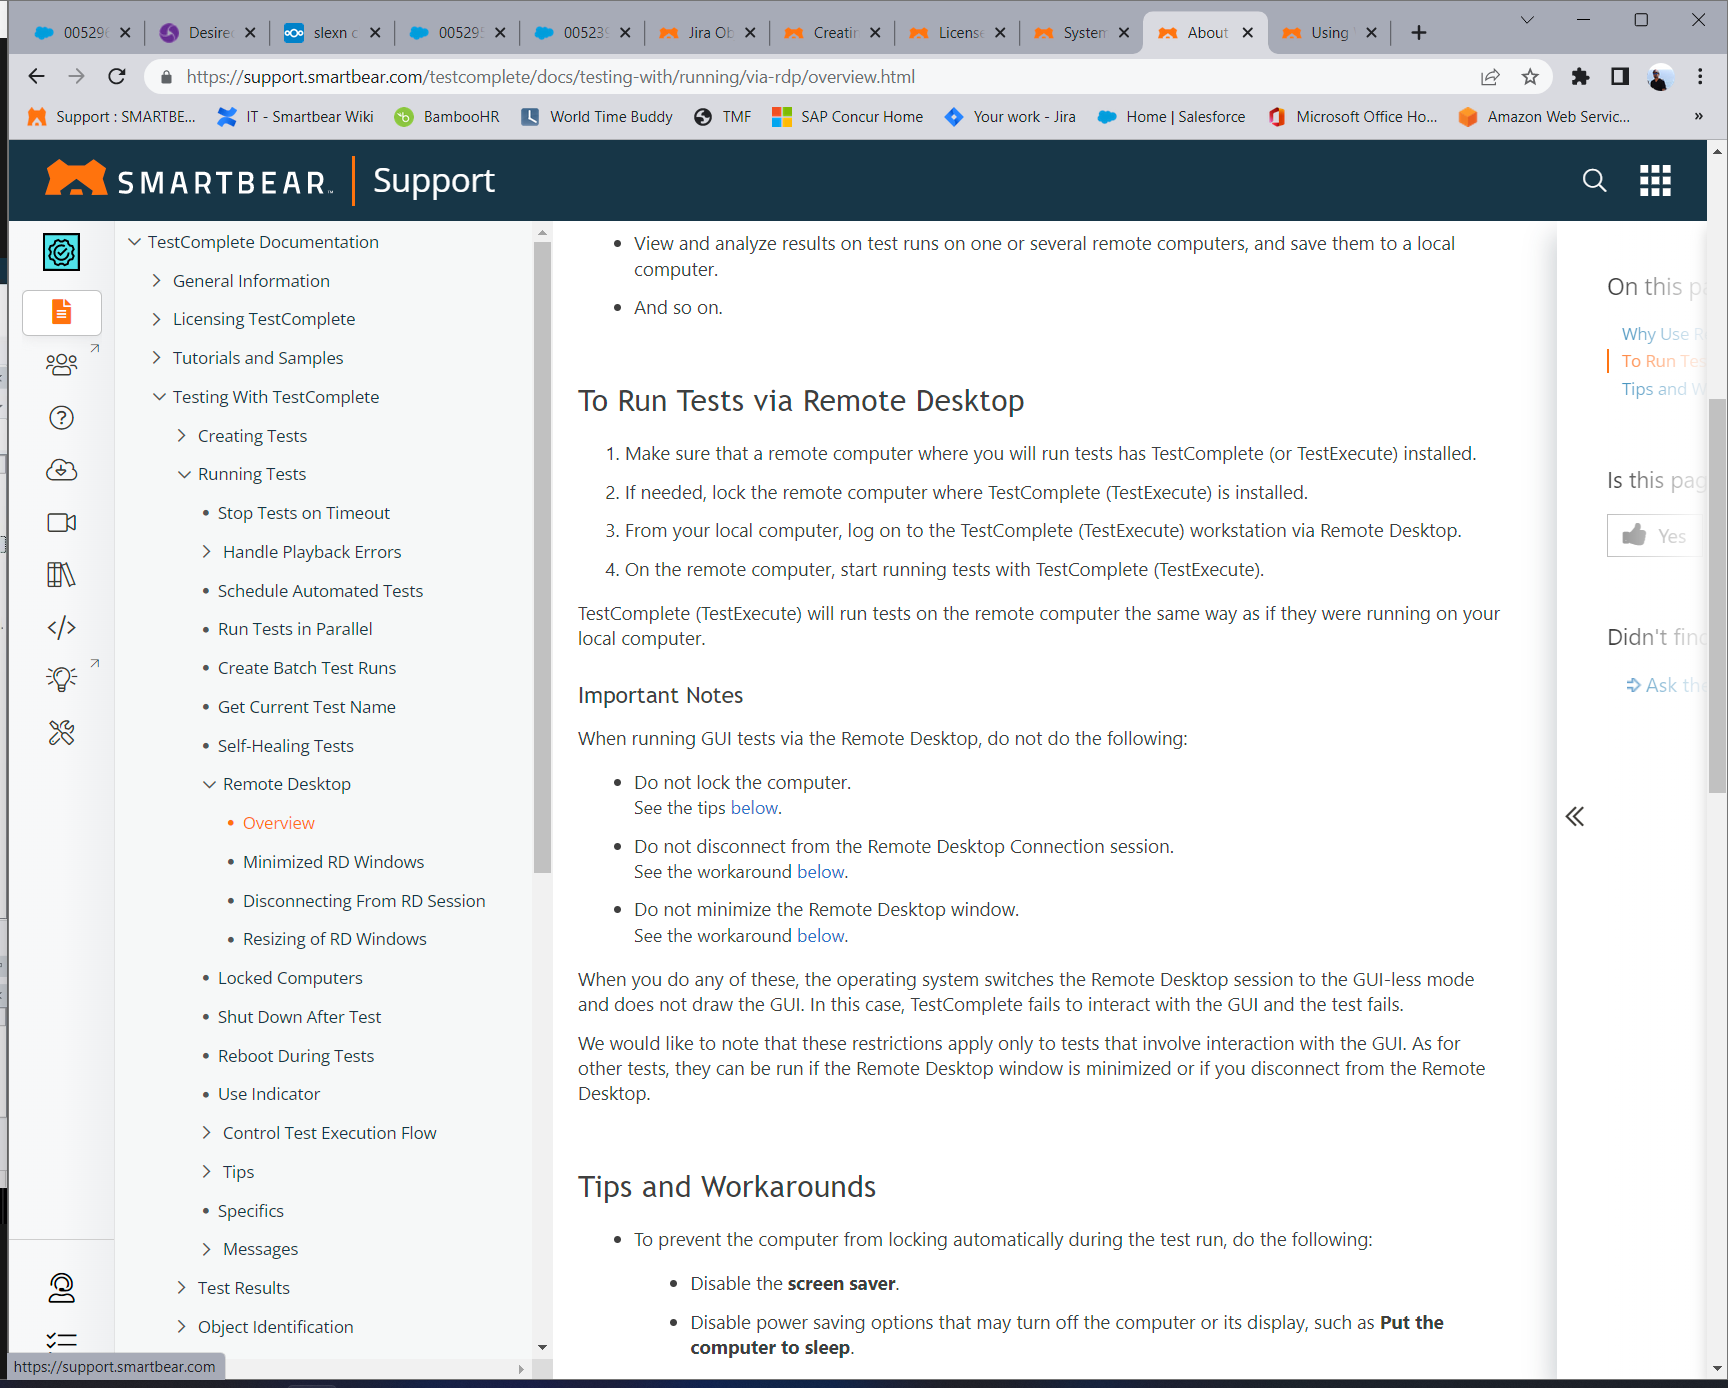 005296
Desired
slexn c
005295
005239
Jira Ob
Creatin
License
System
About
Using
https://support.smartbear.com/testcomplete/docs/testing-with/running/via-rdp/overview.html
Support : SMARTBE...
IT - Smartbear Wiki
BambooHR
World Time Buddy
TMF
SAP Concur Home
Your work - Jira
Home | Salesforce
Microsoft Office Ho...
Amazon Web Servic...
»
SMARTBEAR Support
TestComplete Documentation
General Information
Licensing TestComplete
Tutorials and Samples
Testing With TestComplete
Creating Tests
Running Tests
• Stop Tests on Timeout
Handle Playback Errors
• Schedule Automated Tests
• Run Tests in Parallel
• Create Batch Test Runs
• Get Current Test Name
• Self-Healing Tests
Remote Desktop
• Overview
• Minimized RD Windows
• Disconnecting From RD Session
• Resizing of RD Windows
• Locked Computers
• Shut Down After Test
• Reboot During Tests
• Use Indicator
Control Test Execution Flow
Tips
• Specifics
Messages
Test Results
Object Identification
https://support.smartbear.com
• View and analyze results on test runs on one or several remote computers, and save them to a local
computer.
• And so on.
To Run Tests via Remote Desktop
1. Make sure that a remote computer where you will run tests has TestComplete (or TestExecute) installed.
2. If needed, lock the remote computer where TestComplete (TestExecute) is installed.
3. From your local computer, log on to the TestComplete (TestExecute) workstation via Remote Desktop.
4. On the remote computer, start running tests with TestComplete (TestExecute).
TestComplete (TestExecute) will run tests on the remote computer the same way as if they were running on your
local computer.
Important Notes
When running GUI tests via the Remote Desktop, do not do the following:
• Do not lock the computer.
See the tips below.
• Do not disconnect from the Remote Desktop Connection session.
See the workaround below.
• Do not minimize the Remote Desktop window.
See the workaround below.
When you do any of these, the operating system switches the Remote Desktop session to the GUI-less mode
and does not draw the GUI. In this case, TestComplete fails to interact with the GUI and the test fails.
We would like to note that these restrictions apply only to tests that involve interaction with the GUI. As for
other tests, they can be run if the Remote Desktop window is minimized or if you disconnect from the Remote
Desktop.
Tips and Workarounds
• To prevent the computer from locking automatically during the test run, do the following:
• Disable the screen saver.
• Disable power saving options that may turn off the computer or its display, such as Put the
computer to sleep.
On this pa
Why Use R
To Run Tes
Tips and W
Is this pag
Yes
Didn't find
Ask the